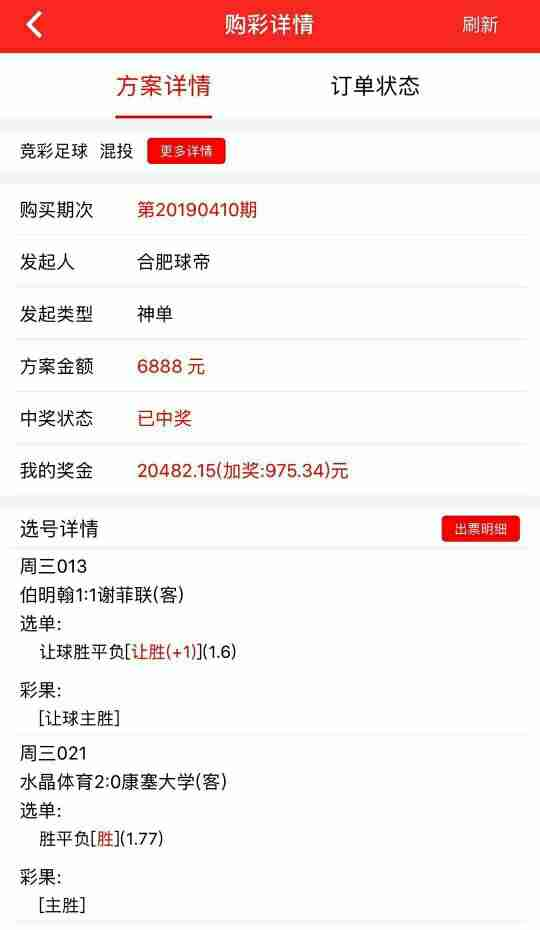 购彩详情 刷新
方案详情 订单状态
竞彩足球 混投 更多详情
购买期次 第20190410期
发起人 合肥球帝
发起类型 神单
方案金额 6888 元
中奖状态 已中奖
我的奖金 20482.15(加奖:975.34)元
选号详情 出票明细
周三013
伯明翰1:1谢菲联(客)
选单:
让球胜平负[让胜(+1)](1.6)
彩果:
[让球主胜]
周三021
水晶体育2:0康塞大学(客)
选单:
胜平负[胜](1.77)
彩果:
[主胜]